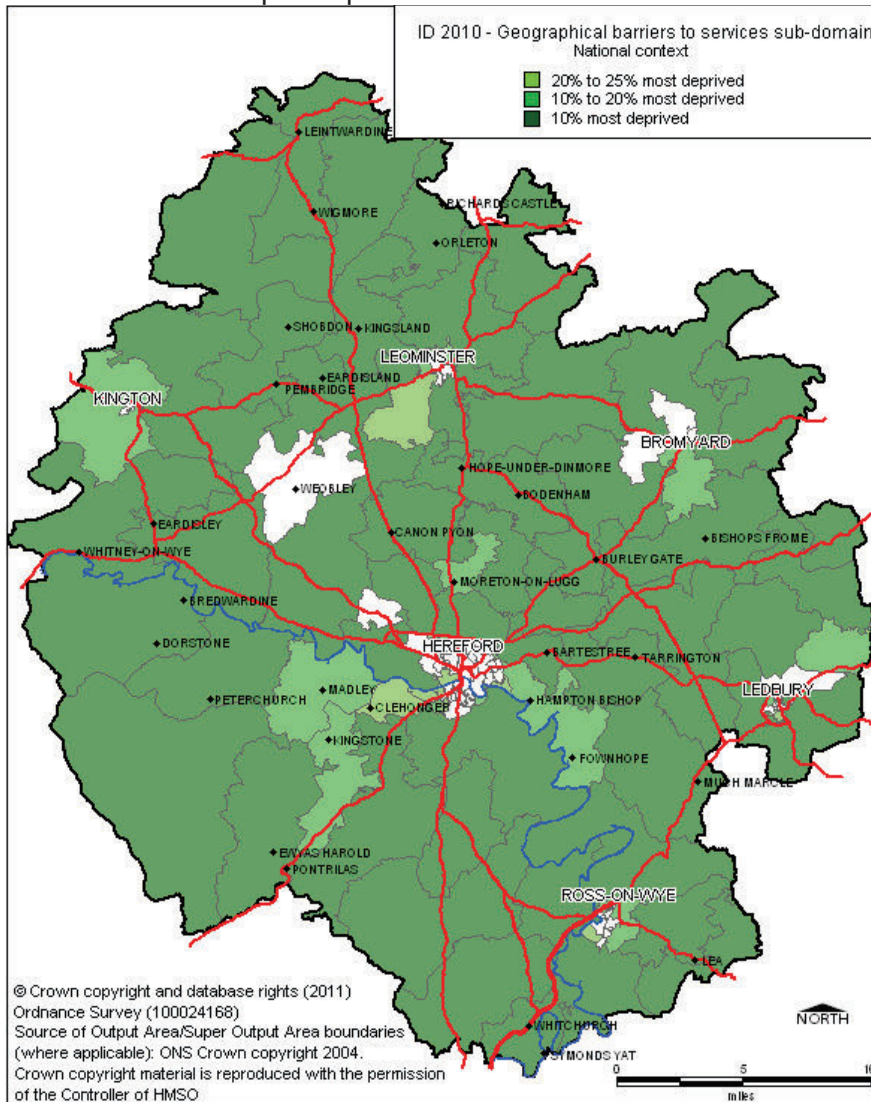 ID 2010 - Geographical barriers to services sub-domain
National context
20% to 25% most deprived
10% to 20% most deprived
10% most deprived
LEINTWARDINE
WIGMORE
RICHARDS CASTLE
ORLETON
SHOBDON
KINGSLAND
LEOMINSTER
EARDISLAND
PEMBRIDGE
KINGTON
BROMYARD
HOPE-UNDER-DINMORE
WEOBLEY
BODENHAM
EARDISLEY
CANON PYON
BISHOPS FROME
WHITNEY-ON-WYE
BURLEY GATE
MORETON-ON-LUGG
BREDWARDINE
DORSTONE
HEREFORD
BARTESTREE
TARRINGTON
PETERCHURCH
MADLEY
CLEHONGER
HAMPTON BISHOP
LEDBURY
KINGSTONE
FOWNHOPE
MUCH MARCLE
EWYAS HAROLD
PONTRILAS
ROSS-ON-WYE
LEA
WHITCHURCH
SYMONDS YAT
© Crown copyright and database rights (2011)
Ordnance Survey (100024168)
Source of Output Area/Super Output Area boundaries
(where applicable): ONS Crown copyright 2004.
Crown copyright material is reproduced with the permission
of the Controller of HMSO
NORTH
0 5 10
miles